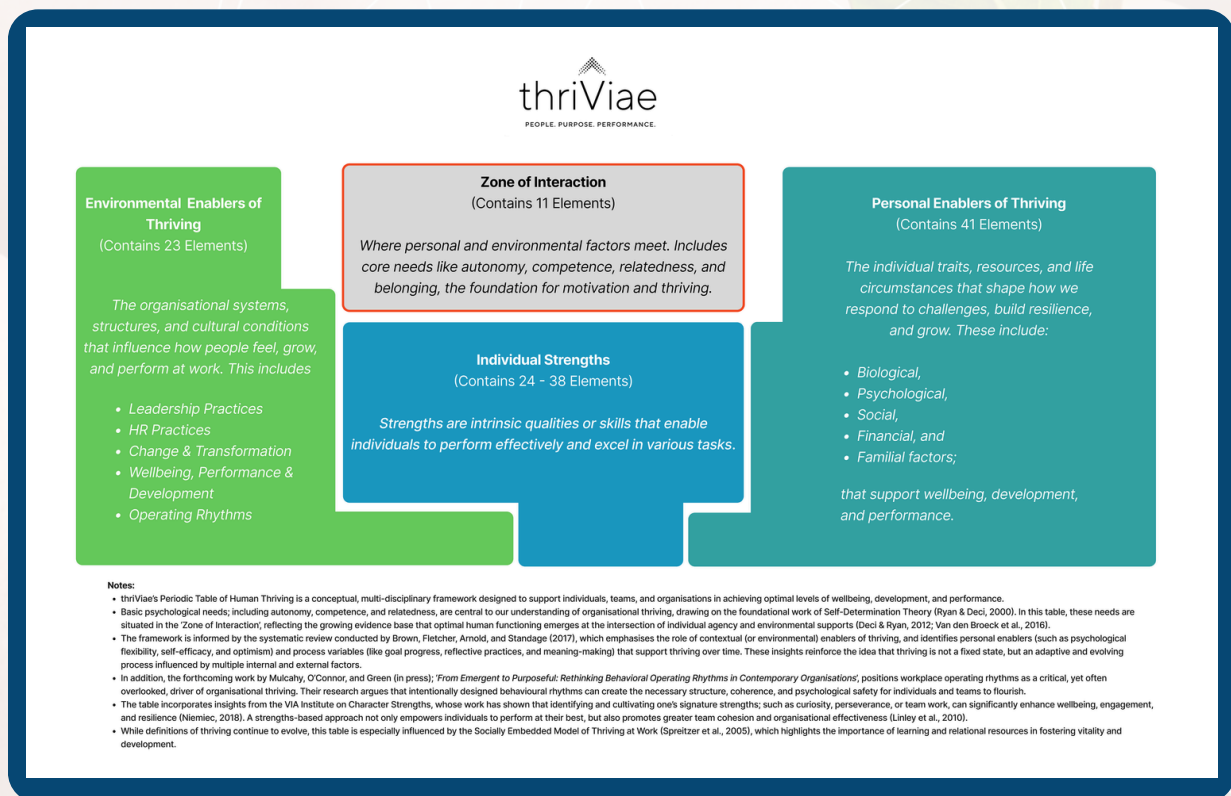 thriViae
PEOPLE. PURPOSE. PERFORMANCE.
Environmental Enablers of
Thriving
(Contains 23 Elements)
The organisational systems,
structures, and cultural conditions
that influence how people feel, grow,
and perform at work. This includes
• Leadership Practices
• HR Practices
• Change & Transformation
• Wellbeing, Performance &
Development
• Operating Rhythms
Zone of Interaction
(Contains 11 Elements)
Where personal and environmental factors meet. Includes
core needs like autonomy, competence, relatedness, and
belonging, the foundation for motivation and thriving.
Individual Strengths
(Contains 24 - 38 Elements)
Strengths are intrinsic qualities or skills that enable
individuals to perform effectively and excel in various tasks.
Personal Enablers of Thriving
(Contains 41 Elements)
The individual traits, resources, and life
circumstances that shape how we
respond to challenges, build resilience,
and grow. These include:
• Biological,
• Psychological,
• Social,
• Financial, and
• Familial factors;
that support wellbeing, development,
and performance.
Notes:
• thriViae's Periodic Table of Human Thriving is a conceptual, multi-disciplinary framework designed to support individuals, teams, and organisations in achieving optimal levels of wellbeing, development, and performance.
• Basic psychological needs; including autonomy, competence, and relatedness, are central to our understanding of organisational thriving, drawing on the foundational work of Self-Determination Theory (Ryan & Deci, 2000). In this table, these needs are
situated in the 'Zone of Interaction', reflecting the growing evidence base that optimal human functioning emerges at the intersection of individual agency and environmental supports (Deci & Ryan, 2012; Van den Broeck et al., 2016).
• The framework is informed by the systematic review conducted by Brown, Fletcher, Arnold, and Standage (2017), which emphasises the role of contextual (or environmental) enablers of thriving, and identifies personal enablers (such as psychological
flexibility, self-efficacy, and optimism) and process variables (like goal progress, reflective practices, and meaning-making) that support thriving over time. These insights reinforce the idea that thriving is not a fixed state, but an adaptive and evolving
process influenced by multiple internal and external factors.
• In addition, the forthcoming work by Mulcahy, O'Connor, and Green (in press); 'From Emergent to Purposeful: Rethinking Behavioral Operating Rhythms in Contemporary Organisations', positions workplace operating rhythms as a critical, yet often
overlooked, driver of organisational thriving. Their research argues that intentionally designed behavioural rhythms can create the necessary structure, coherence, and psychological safety for individuals and teams to flourish.
• The table incorporates insights from the VIA Institute on Character Strengths, whose work has shown that identifying and cultivating one's signature strengths; such as curiosity, perseverance, or team work, can significantly enhance wellbeing, engagement,
and resilience (Niemiec, 2018). A strengths-based approach not only empowers individuals to perform at their best, but also promotes greater team cohesion and organisational effectiveness (Linley et al., 2010).
• While definitions of thriving continue to evolve, this table is especially influenced by the Socially Embedded Model of Thriving at Work (Spreitzer et al., 2005), which highlights the importance of learning and relational resources in fostering vitality and
development.